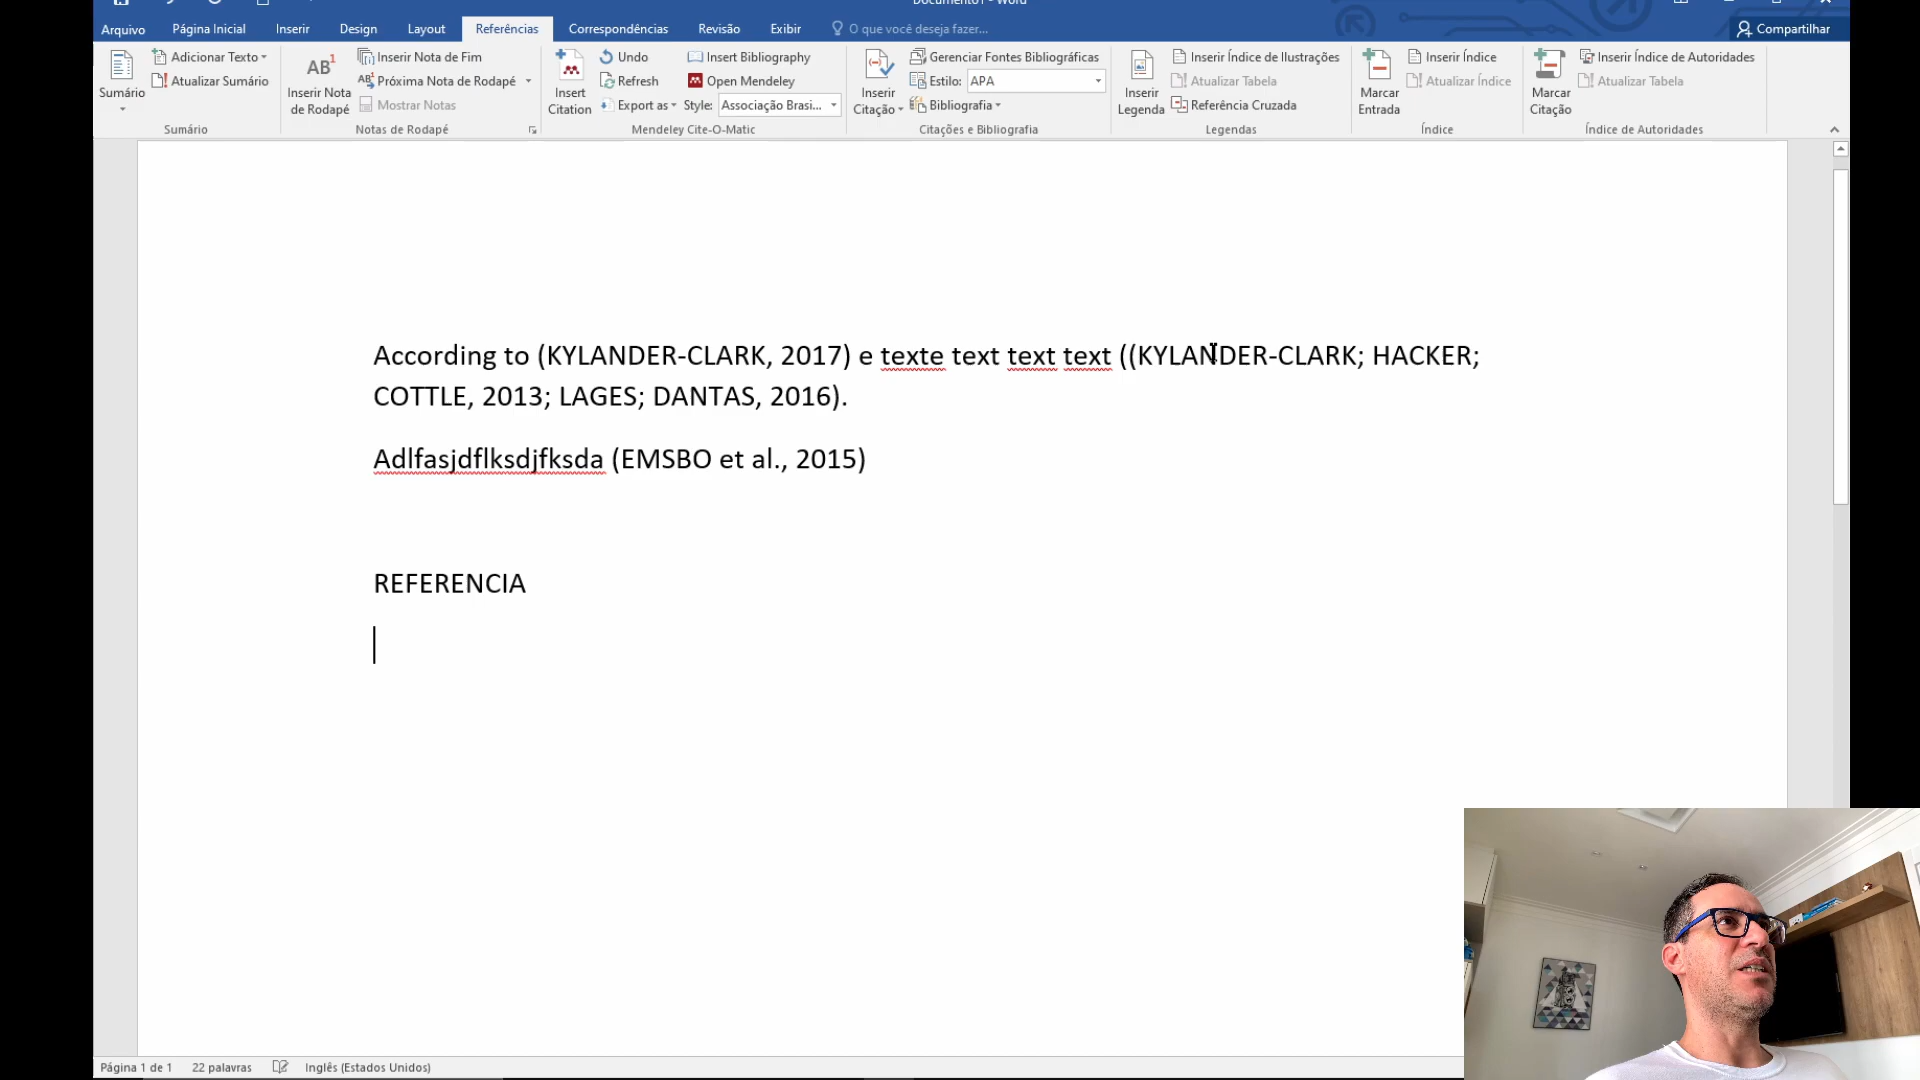 Documento1 - Word
Arquivo Página Inicial Inserir Design Layout Referências Correspondências Revisão Exibir O que você deseja fazer... Compartilhar
Sumário
Adicionar Texto
Atualizar Sumário
Sumário
AB1
Inserir Nota de Rodapé
Inserir Nota de Fim
AB1 Próxima Nota de Rodapé
Mostrar Notas
Notas de Rodapé
Insert Citation
Undo
Refresh
Export as
Insert Bibliography
Open Mendeley
Style: Associação Brasi...
Mendeley Cite-O-Matic
Inserir Citação
Gerenciar Fontes Bibliográficas
Estilo: APA
Bibliografia
Citações e Bibliografia
Inserir Legenda
Inserir Índice de Ilustrações
Atualizar Tabela
Referência Cruzada
Legendas
Marcar Entrada
Inserir Índice
Atualizar Índice
Índice
Marcar Citação
Inserir Índice de Autoridades
Atualizar Tabela
Índice de Autoridades
According to (KYLANDER-CLARK, 2017) e texte text text text ((KYLANDER-CLARK; HACKER;
COTTLE, 2013; LAGES; DANTAS, 2016).
Adlfasjdflksdjfksda (EMSBO et al., 2015)
REFERENCIA
Página 1 de 1 22 palavras Inglês (Estados Unidos)